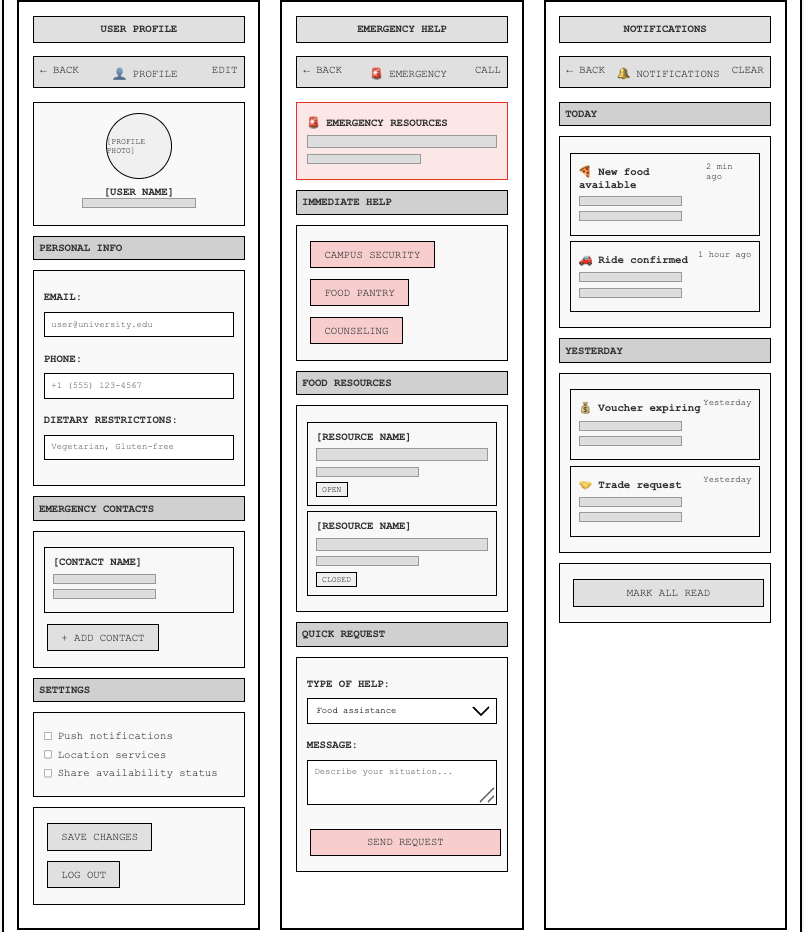 USER PROFILE
← BACK 👤 PROFILE EDIT
[PROFILE
PHOTO]
[USER NAME]
PERSONAL INFO
EMAIL:
user@university.edu
PHONE:
+1 (555) 123-4567
DIETARY RESTRICTIONS:
Vegetarian, Gluten-free
EMERGENCY CONTACTS
[CONTACT NAME]
+ ADD CONTACT
SETTINGS
Push notifications
Location services
Share availability status
SAVE CHANGES
LOG OUT
EMERGENCY HELP
← BACK 🚨 EMERGENCY CALL
🚨 EMERGENCY RESOURCES
IMMEDIATE HELP
CAMPUS SECURITY
FOOD PANTRY
COUNSELING
FOOD RESOURCES
[RESOURCE NAME]
OPEN
[RESOURCE NAME]
CLOSED
QUICK REQUEST
TYPE OF HELP:
Food assistance
MESSAGE:
Describe your situation...
SEND REQUEST
NOTIFICATIONS
← BACK 🔔 NOTIFICATIONS CLEAR
TODAY
🍕 New food
available
2 min
ago
🚗 Ride confirmed 1 hour ago
YESTERDAY
💰 Voucher expiring Yesterday
🤝 Trade request Yesterday
MARK ALL READ